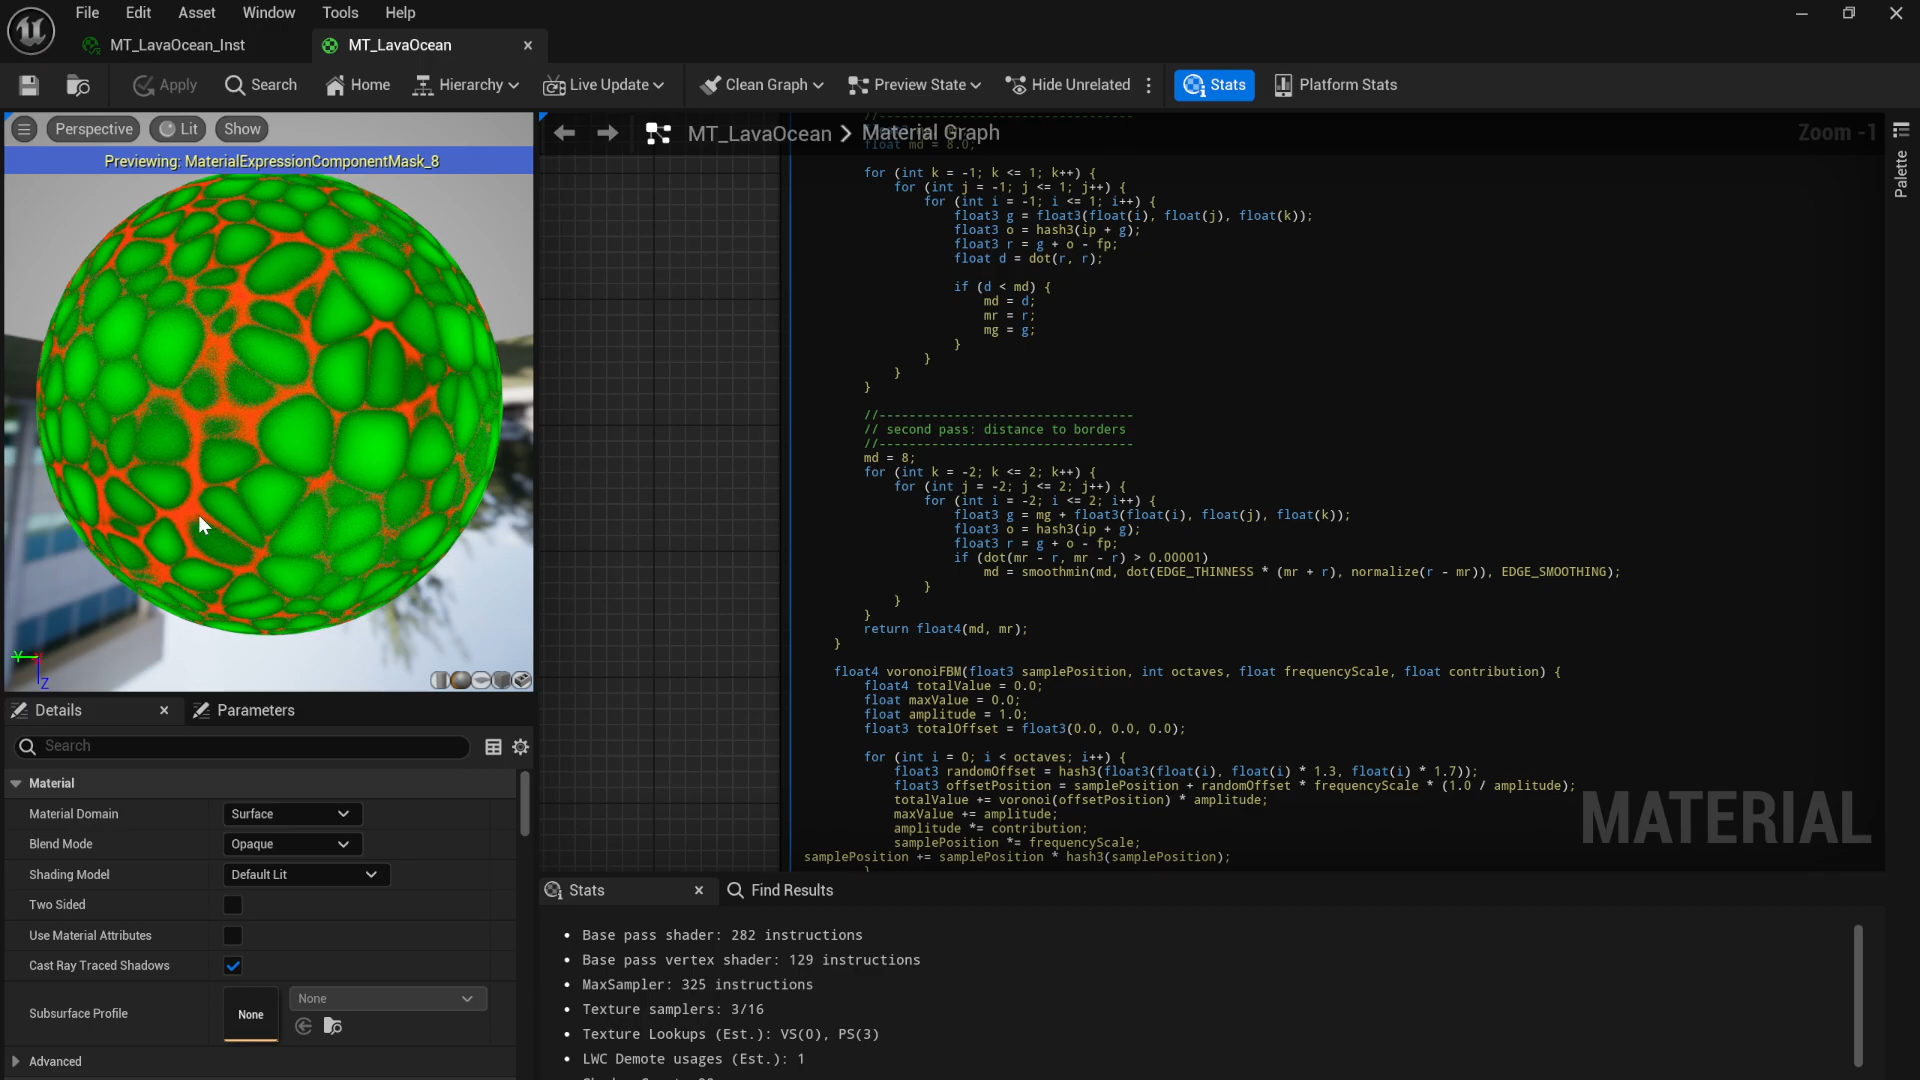 File Edit Asset Window Tools Help
MT_LavaOcean_Inst MT_LavaOcean
Apply Search Home Hierarchy Live Update Clean Graph Preview State Hide Unrelated Stats Platform Stats
Perspective Lit Show
Previewing: MaterialExpressionComponentMask_8
Y
Z
MT_LavaOcean > Material Graph
Zoom -1
Palette
//----------------------------------
float md = 8.0;
for (int k = -1; k <= 1; k++) {
for (int j = -1; j <= 1; j++) {
for (int i = -1; i <= 1; i++) {
float3 g = float3(float(i), float(j), float(k));
float3 o = hash3(ip + g);
float3 r = g + o - fp;
float d = dot(r, r);
if (d < md) {
md = d;
mr = r;
mg = g;
}
}
}
}
//----------------------------------
// second pass: distance to borders
//----------------------------------
md = 8;
for (int k = -2; k <= 2; k++) {
for (int j = -2; j <= 2; j++) {
for (int i = -2; i <= 2; i++) {
float3 g = mg + float3(float(i), float(j), float(k));
float3 o = hash3(ip + g);
float3 r = g + o - fp;
if (dot(mr - r, mr - r) > 0.00001)
md = smoothmin(md, dot(EDGE_THINNESS * (mr + r), normalize(r - mr)), EDGE_SMOOTHING);
}
}
}
return float4(md, mr);
}
float4 voronoiFBM(float3 samplePosition, int octaves, float frequencyScale, float contribution) {
float4 totalValue = 0.0;
float maxValue = 0.0;
float amplitude = 1.0;
float3 totalOffset = float3(0.0, 0.0, 0.0);
for (int i = 0; i < octaves; i++) {
float3 randomOffset = hash3(float3(float(i), float(i) * 1.3, float(i) * 1.7));
float3 offsetPosition = samplePosition + randomOffset * frequencyScale * (1.0 / amplitude);
totalValue += voronoi(offsetPosition) * amplitude;
maxValue += amplitude;
amplitude *= contribution;
samplePosition *= frequencyScale;
samplePosition += samplePosition * hash3(samplePosition);
}
MATERIAL
Details Parameters
Search
Material
Material Domain Surface
Blend Mode Opaque
Shading Model Default Lit
Two Sided
Use Material Attributes
Cast Ray Traced Shadows
Subsurface Profile None None
Advanced
Stats Find Results
• Base pass shader: 282 instructions
• Base pass vertex shader: 129 instructions
• MaxSampler: 325 instructions
• Texture samplers: 3/16
• Texture Lookups (Est.): VS(0), PS(3)
• LWC Demote usages (Est.): 1